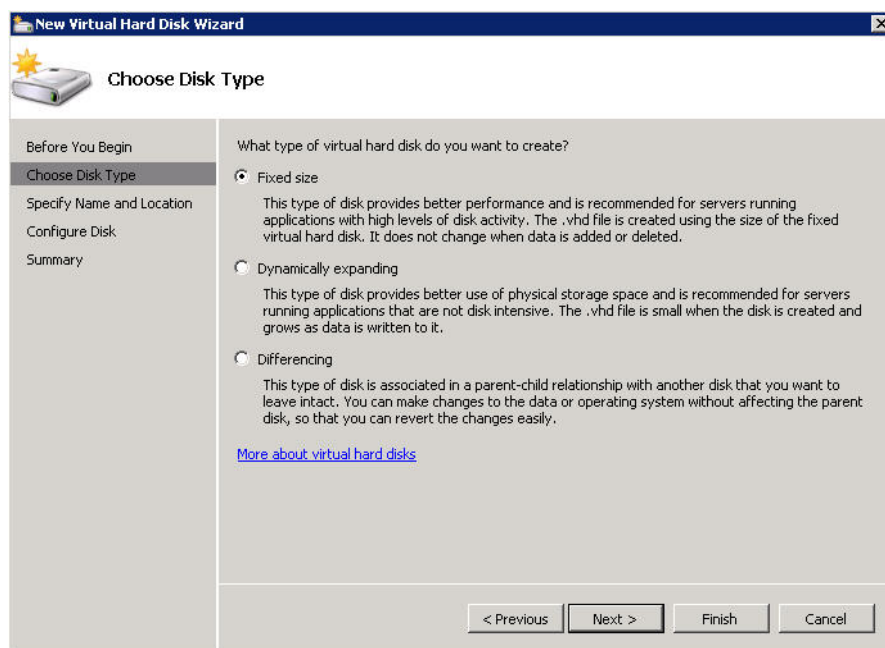 New Virtual Hard Disk Wizard
Choose Disk Type
Before You Begin
Choose Disk Type
Specify Name and Location
Configure Disk
Summary
What type of virtual hard disk do you want to create?
Fixed size
This type of disk provides better performance and is recommended for servers running
applications with high levels of disk activity. The .vhd file is created using the size of the fixed
virtual hard disk. It does not change when data is added or deleted.
Dynamically expanding
This type of disk provides better use of physical storage space and is recommended for servers
running applications that are not disk intensive. The .vhd file is small when the disk is created and
grows as data is written to it.
Differencing
This type of disk is associated in a parent-child relationship with another disk that you want to
leave intact. You can make changes to the data or operating system without affecting the parent
disk, so that you can revert the changes easily.
More about virtual hard disks
< Previous
Next >
Finish
Cancel